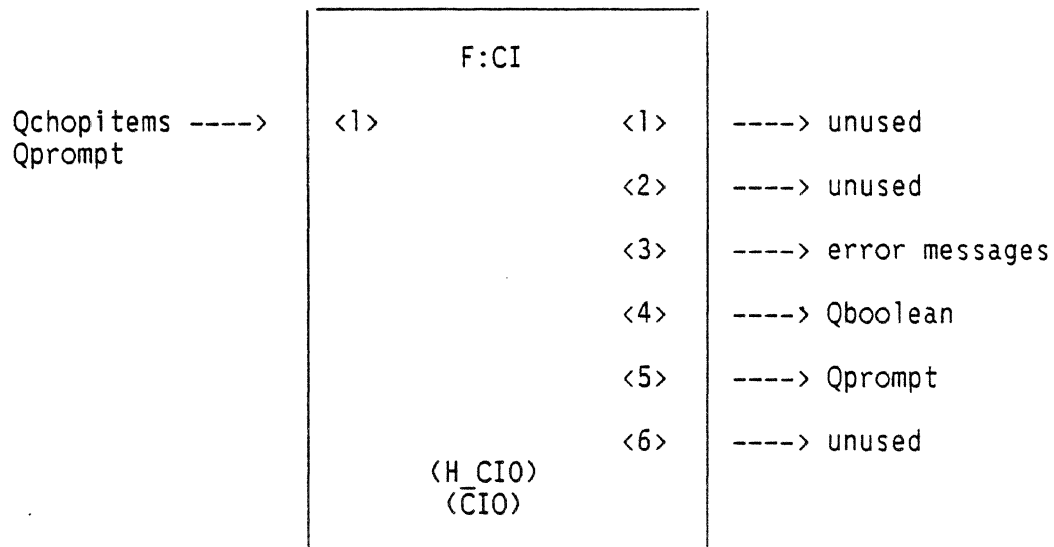 F:CI
Qchopitems ----> <1> <1> ----> unused
Qprompt
<2> ----> unused
<3> ----> error messages
<4> ----> Qboolean
<5> ----> Qprompt
<6> ----> unused
(H_CIO)
(CIO)